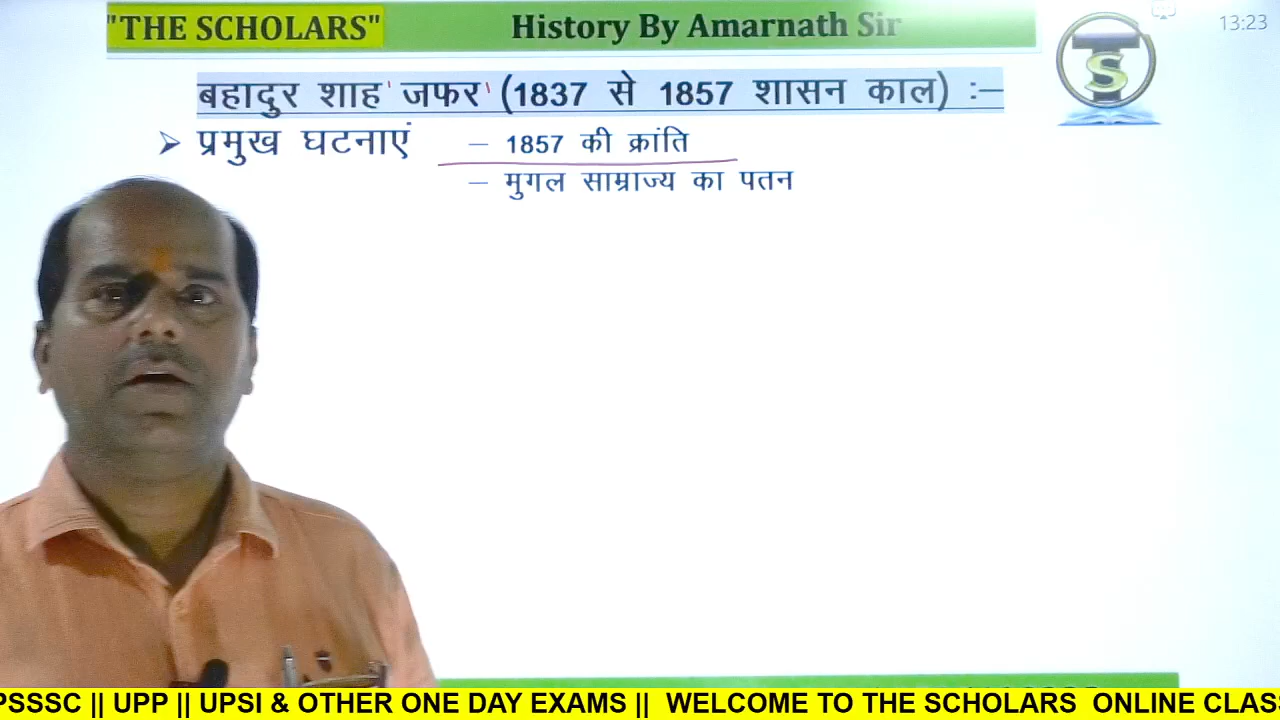 "THE SCHOLARS" History By Amarnath Sir
13:23
TS
बहादुर शाह 'जफर' (1837 से 1857 शासन काल) :–
➢ प्रमुख घटनाएं – 1857 की क्रांति
– मुगल साम्राज्य का पतन
PSSSC || UPP || UPSI & OTHER ONE DAY EXAMS || WELCOME TO THE SCHOLARS ONLINE CLAS